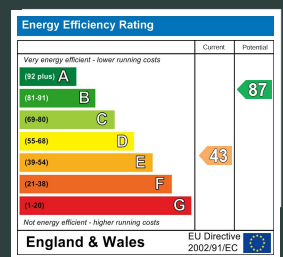 Energy Efficiency Rating
Current Potential
Very energy efficient - lower running costs
(92 plus) A
(81-91) B
87
(69-80) C
(55-68) D
(39-54) E
43
(21-38) F
(1-20) G
Not energy efficient - higher running costs
England & Wales
EU Directive
2002/91/EC